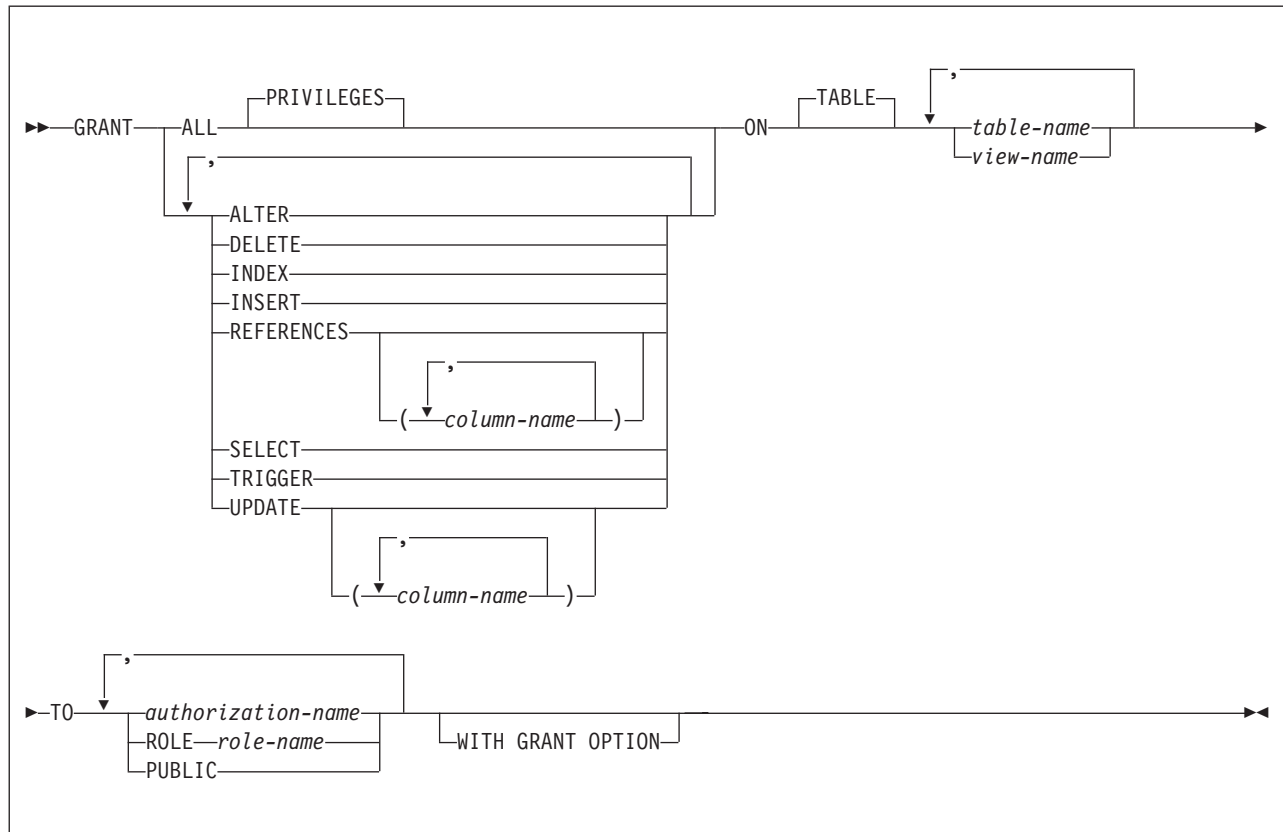 PRIVILEGES TABLE ,
GRANT ALL ON table-name
, view-name
ALTER
DELETE
INDEX
INSERT
REFERENCES
,
( column-name )
SELECT
TRIGGER
UPDATE
,
( column-name )
,
TO authorization-name
ROLE role-name WITH GRANT OPTION
PUBLIC